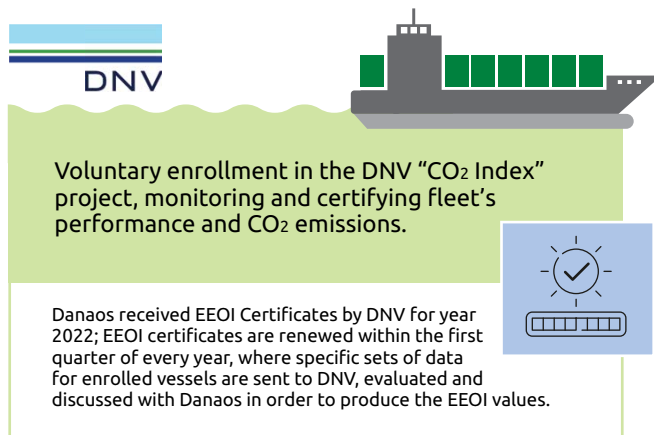 DNV
Voluntary enrollment in the DNV “CO2 Index”
project, monitoring and certifying fleet’s
performance and CO2 emissions.
Danaos received EEOI Certificates by DNV for year
2022; EEOI certificates are renewed within the first
quarter of every year, where specific sets of data
for enrolled vessels are sent to DNV, evaluated and
discussed with Danaos in order to produce the EEOI values.